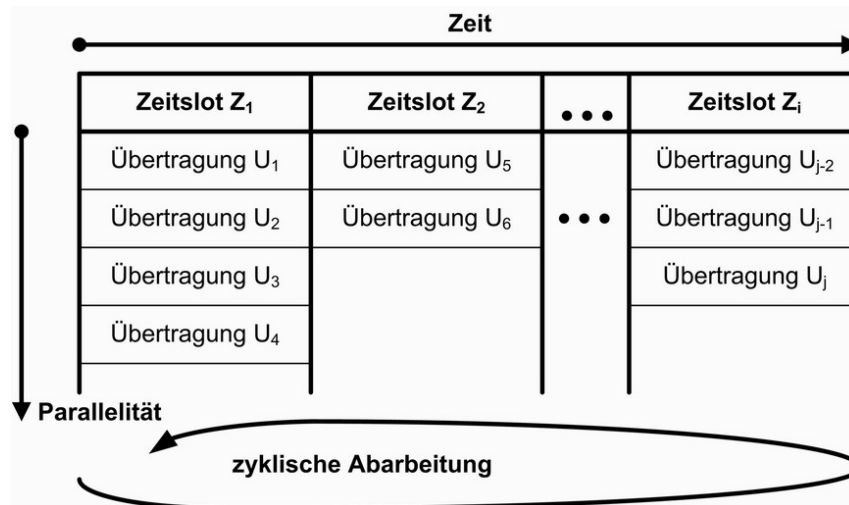 Zeit
Zeitslot Z₁ Zeitslot Z₂ ... Zeitslot Zᵢ
Übertragung U₁ Übertragung U₅ Übertragung Uⱼ₋₂
Übertragung U₂ Übertragung U₆ ... Übertragung Uⱼ₋₁
Übertragung U₃ Übertragung Uⱼ
Übertragung U₄
Parallelität
zyklische Abarbeitung